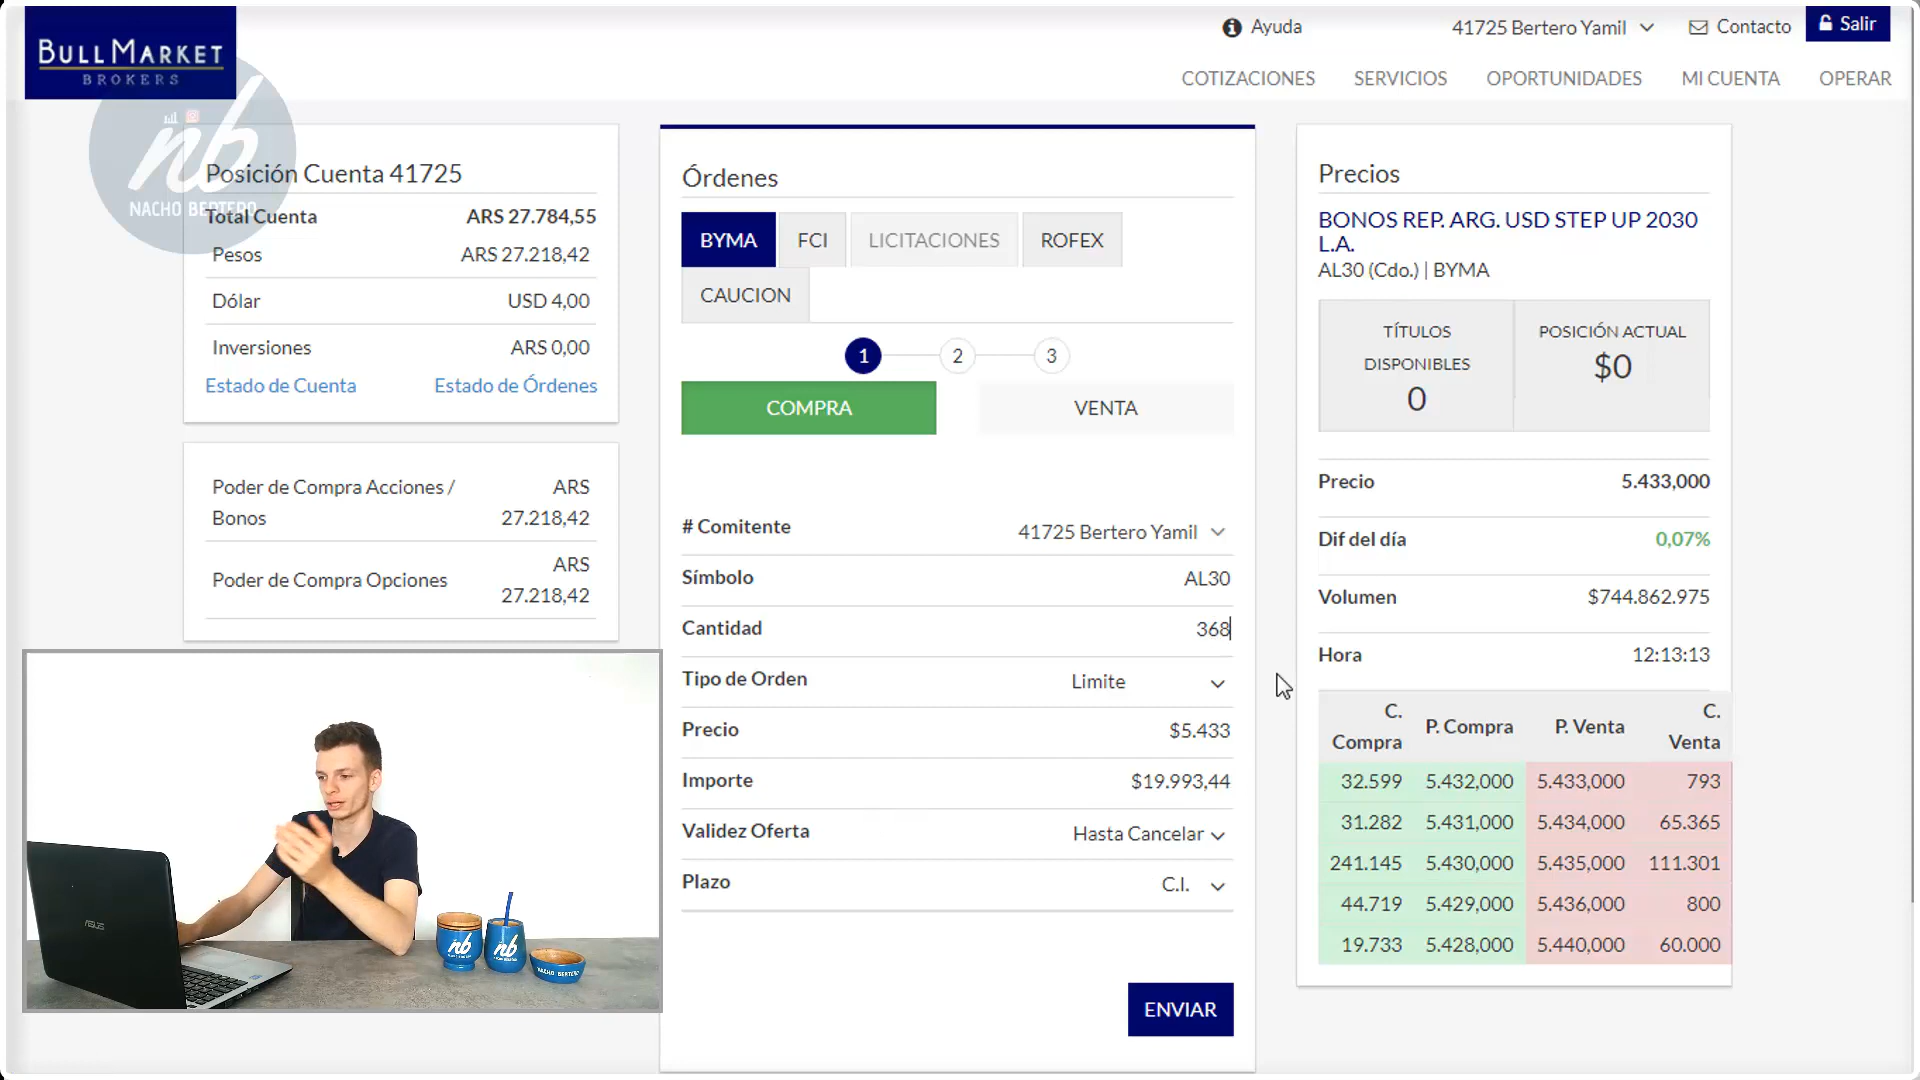 BULLMARKET
BROKERS
Ayuda
41725 Bertero Yamil
Contacto
Salir
COTIZACIONES
SERVICIOS
OPORTUNIDADES
MI CUENTA
OPERAR
nb
NACHO BERTERO
Posición Cuenta 41725
Total Cuenta ARS 27.784,55
Pesos ARS 27.218,42
Dólar USD 4,00
Inversiones ARS 0,00
Estado de Cuenta Estado de Órdenes
Poder de Compra Acciones / ARS
Bonos 27.218,42
Poder de Compra Opciones ARS
27.218,42
Órdenes
BYMA FCI LICITACIONES ROFEX
CAUCION
1 2 3
COMPRA VENTA
# Comitente 41725 Bertero Yamil
Símbolo AL30
Cantidad 368
Tipo de Orden Limite
Precio $5.433
Importe $19.993,44
Validez Oferta Hasta Cancelar
Plazo C.I.
ENVIAR
Precios
BONOS REP. ARG. USD STEP UP 2030
L.A.
AL30 (Cdo.) | BYMA
TÍTULOS
DISPONIBLES
0
POSICIÓN ACTUAL
$0
Precio 5.433,000
Dif del día 0,07%
Volumen $744.862.975
Hora 12:13:13
C. Compra P. Compra P. Venta C. Venta
32.599 5.432,000 5.433,000 793
31.282 5.431,000 5.434,000 65.365
241.145 5.430,000 5.435,000 111.301
44.719 5.429,000 5.436,000 800
19.733 5.428,000 5.440,000 60.000
ASUS
nb
nb
NACHO BERTERO